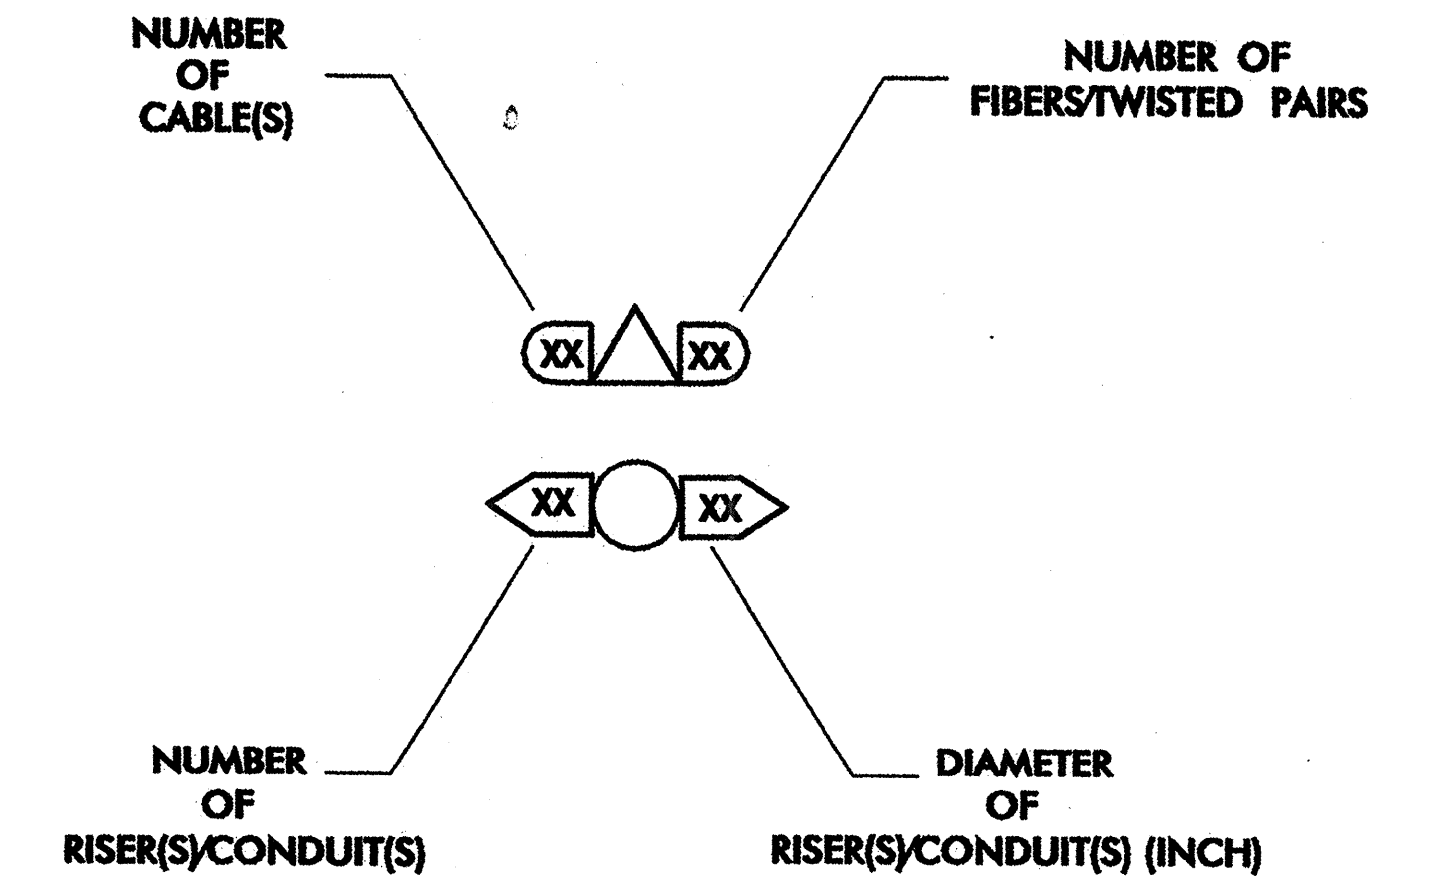 NUMBER
OF
CABLE(S)
NUMBER OF
FIBERS/TWISTED PAIRS
XX
XX
XX
XX
NUMBER
OF
RISER(S)/CONDUIT(S)
DIAMETER
OF
RISER(S)/CONDUIT(S) (INCH)